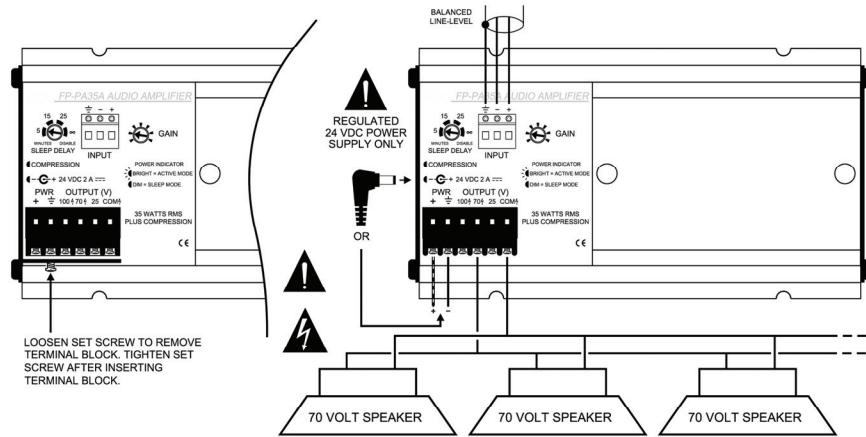 FP-PA35A AUDIO AMPLIFIER
15 25
5 ∞
MINUTES DISABLE
SLEEP DELAY
⏚ − +
INPUT
GAIN
COMPRESSION
− + 24 VDC 2 A
POWER INDICATOR
BRIGHT = ACTIVE MODE
DIM = SLEEP MODE
PWR OUTPUT (V)
+ ⏚ 100 70 25 COM
35 WATTS RMS
PLUS COMPRESSION
CE
LOOSEN SET SCREW TO REMOVE
TERMINAL BLOCK. TIGHTEN SET
SCREW AFTER INSERTING
TERMINAL BLOCK.
BALANCED
LINE-LEVEL
REGULATED
24 VDC POWER
SUPPLY ONLY
OR
FP-PA35A AUDIO AMPLIFIER
15 25
5 ∞
MINUTES DISABLE
SLEEP DELAY
⏚ − +
INPUT
GAIN
COMPRESSION
− + 24 VDC 2 A
POWER INDICATOR
BRIGHT = ACTIVE MODE
DIM = SLEEP MODE
PWR OUTPUT (V)
+ ⏚ 100 70 25 COM
35 WATTS RMS
PLUS COMPRESSION
CE
+ −
70 VOLT SPEAKER
70 VOLT SPEAKER
70 VOLT SPEAKER